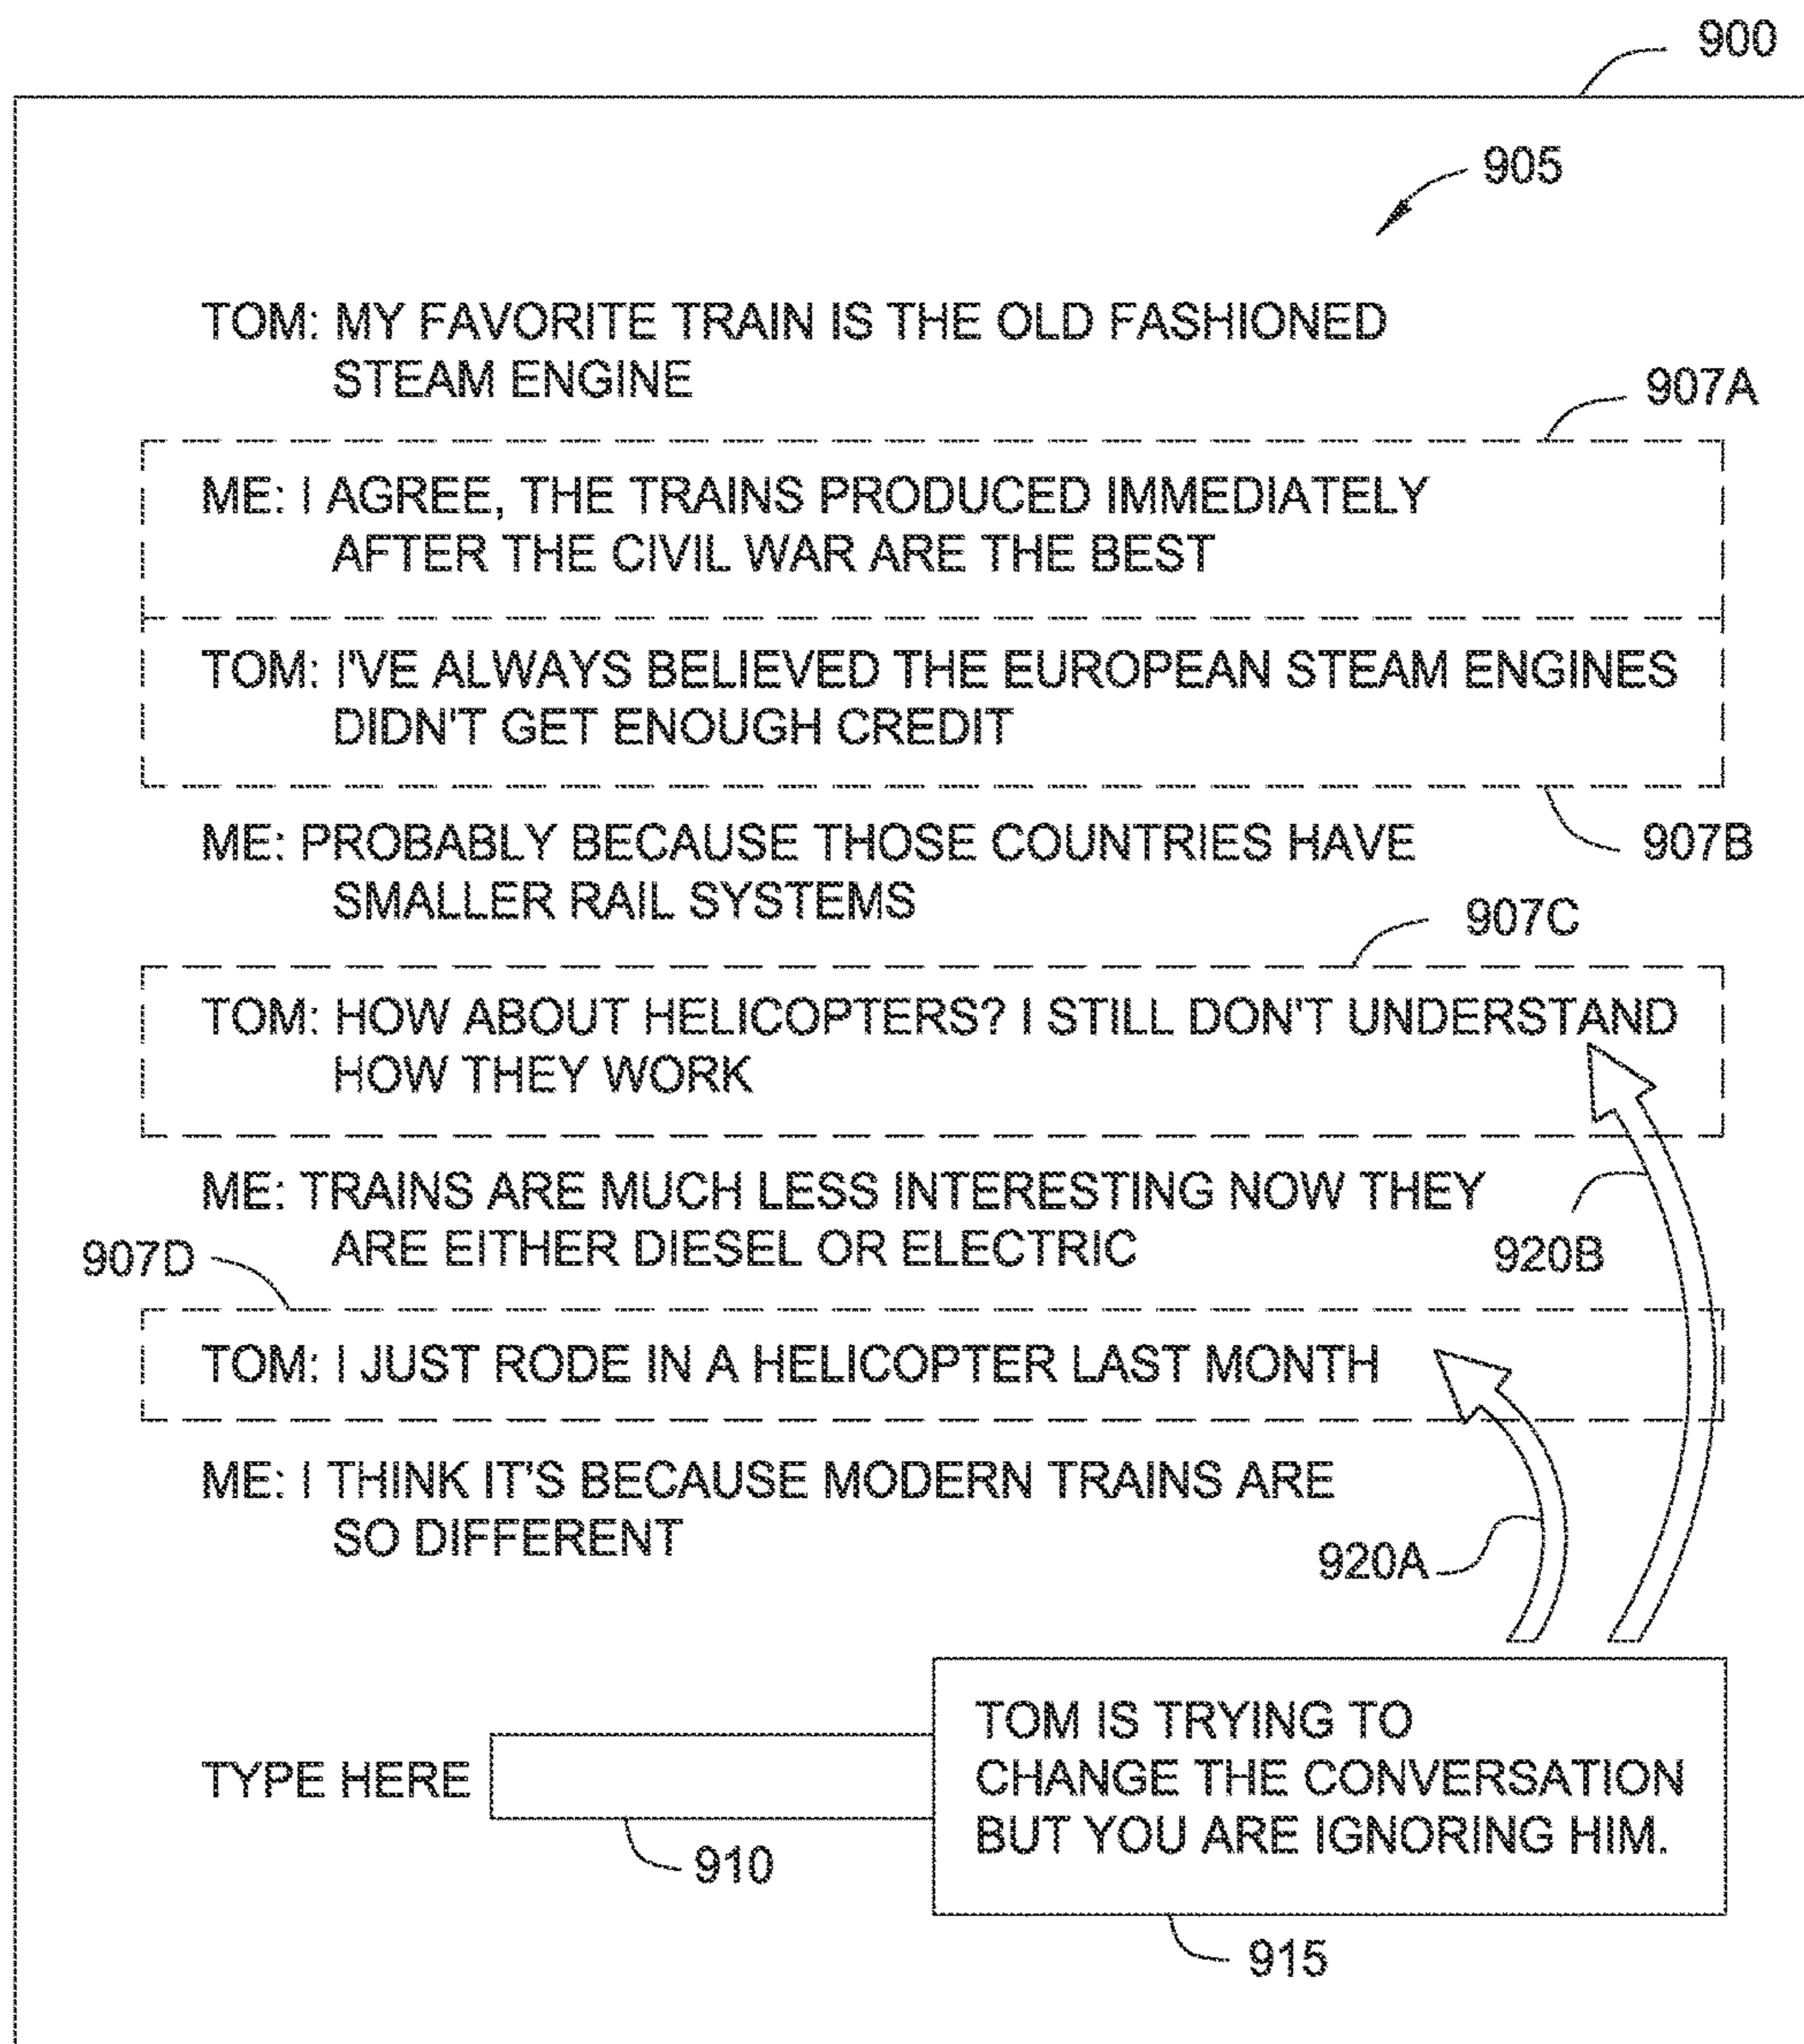 900
905
TOM: MY FAVORITE TRAIN IS THE OLD FASHIONED
STEAM ENGINE
907A
ME: I AGREE, THE TRAINS PRODUCED IMMEDIATELY
AFTER THE CIVIL WAR ARE THE BEST
TOM: I'VE ALWAYS BELIEVED THE EUROPEAN STEAM ENGINES
DIDN'T GET ENOUGH CREDIT
ME: PROBABLY BECAUSE THOSE COUNTRIES HAVE
907B
SMALLER RAIL SYSTEMS
907C
TOM: HOW ABOUT HELICOPTERS? I STILL DON'T UNDERSTAND
HOW THEY WORK
ME: TRAINS ARE MUCH LESS INTERESTING NOW THEY
ARE EITHER DIESEL OR ELECTRIC
907D
920B
TOM: I JUST RODE IN A HELICOPTER LAST MONTH
ME: I THINK IT'S BECAUSE MODERN TRAINS ARE
SO DIFFERENT
920A
TYPE HERE
TOM IS TRYING TO
CHANGE THE CONVERSATION
BUT YOU ARE IGNORING HIM.
910
915